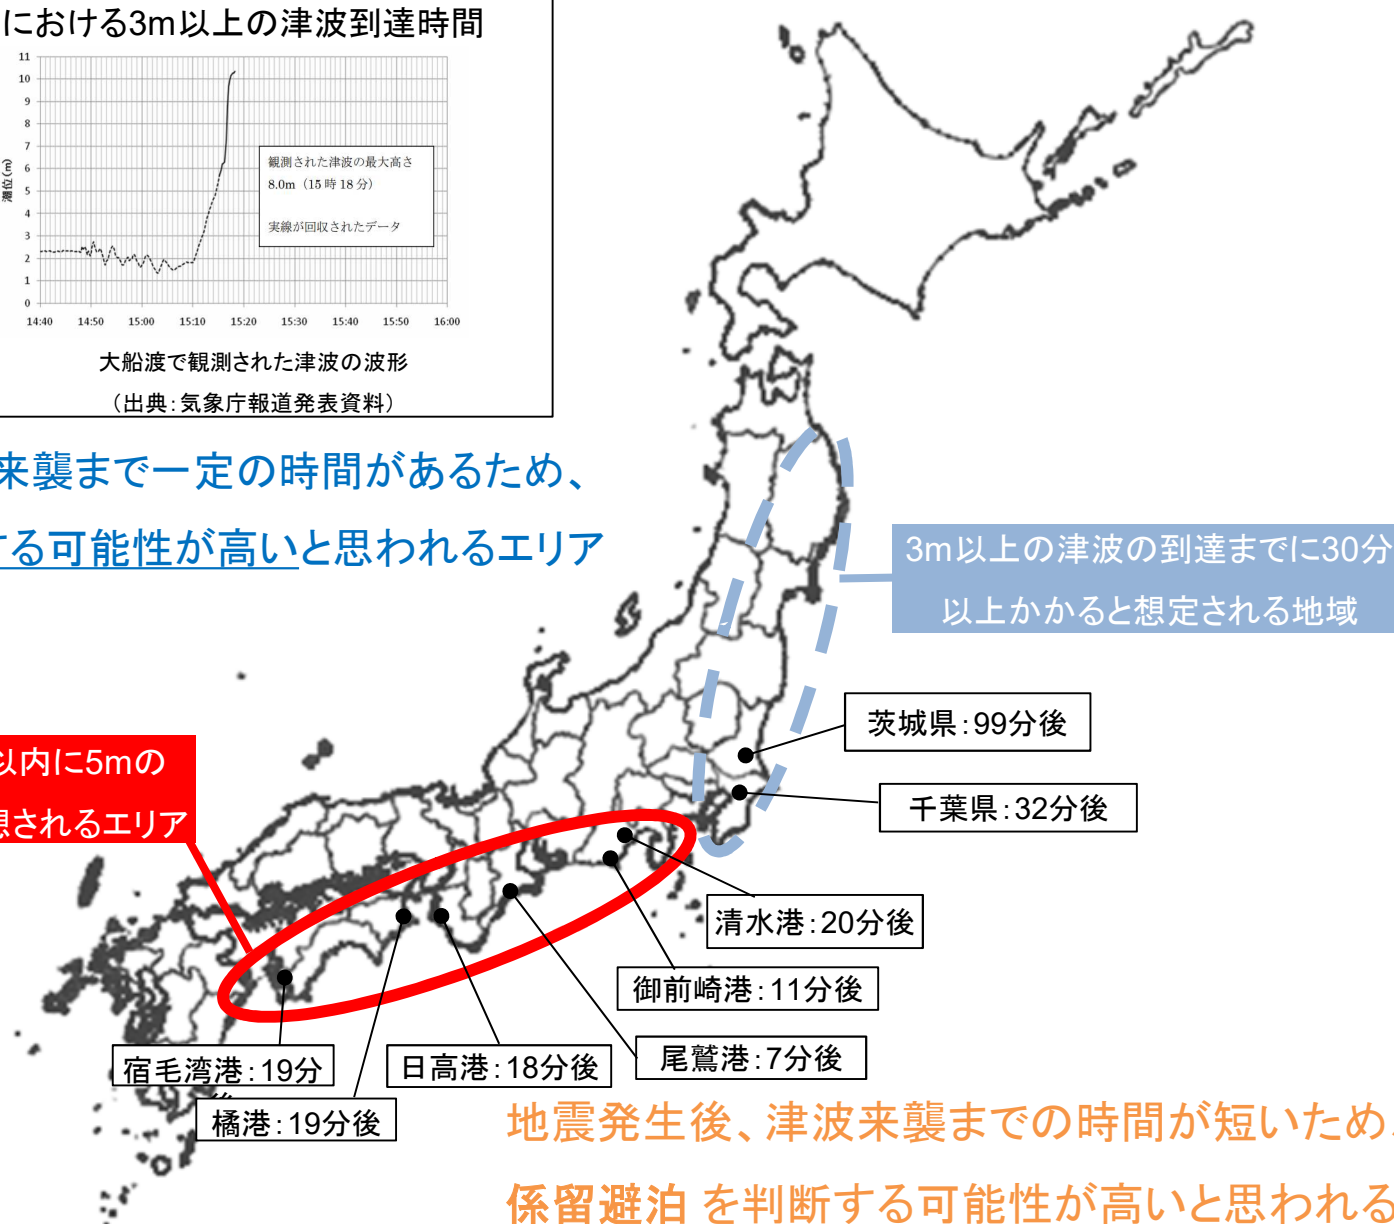 における3m以上の津波到達時間
11
10
9
8
7
6
5
4
3
2
1
0
潮位(m)
観測された津波の最大高さ
8.0m（15時18分）
実線が回収されたデータ
14:40 14:50 15:00 15:10 15:20 15:30 15:40 15:50 16:00
大船渡で観測された津波の波形
（出典：気象庁報道発表資料）
来襲まで一定の時間があるため、
する可能性が高いと思われるエリア
3m以上の津波の到達までに30分
以上かかると想定される地域
茨城県：99分後
千葉県：32分後
以内に5mの
想されるエリア
清水港：20分後
御前崎港：11分後
尾鷲港：7分後
日高港：18分後
宿毛湾港：19分
橘港：19分後
地震発生後、津波来襲までの時間が短いため、
係留避泊 を判断する可能性が高いと思われる